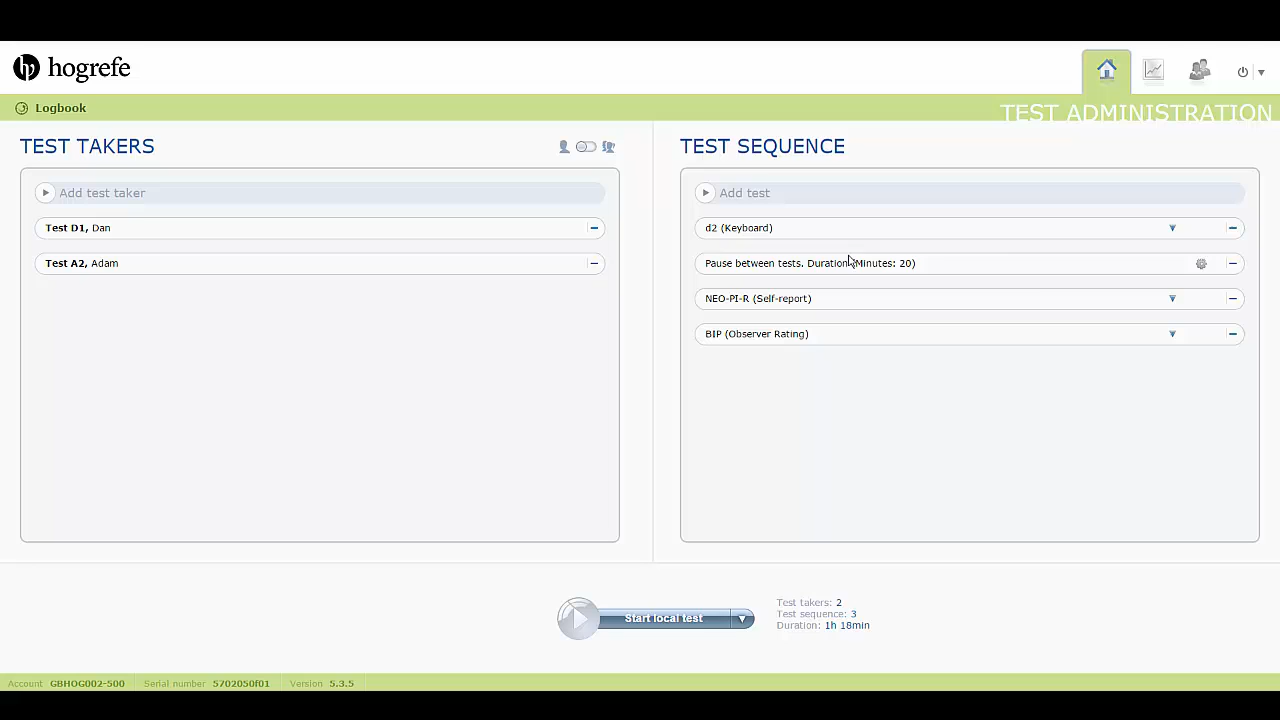 hogrefe
Logbook
TEST ADMINISTRATION
TEST TAKERS
Add test taker
Test D1, Dan
Test A2, Adam
TEST SEQUENCE
Add test
d2 (Keyboard)
Pause between tests. Duration (Minutes: 20)
NEO-PI-R (Self-report)
BIP (Observer Rating)
Start local test
Test takers: 2
Test sequence: 3
Duration: 1h 18min
Account GBHOG002-500 Serial number 5702050f01 Version 5.3.5